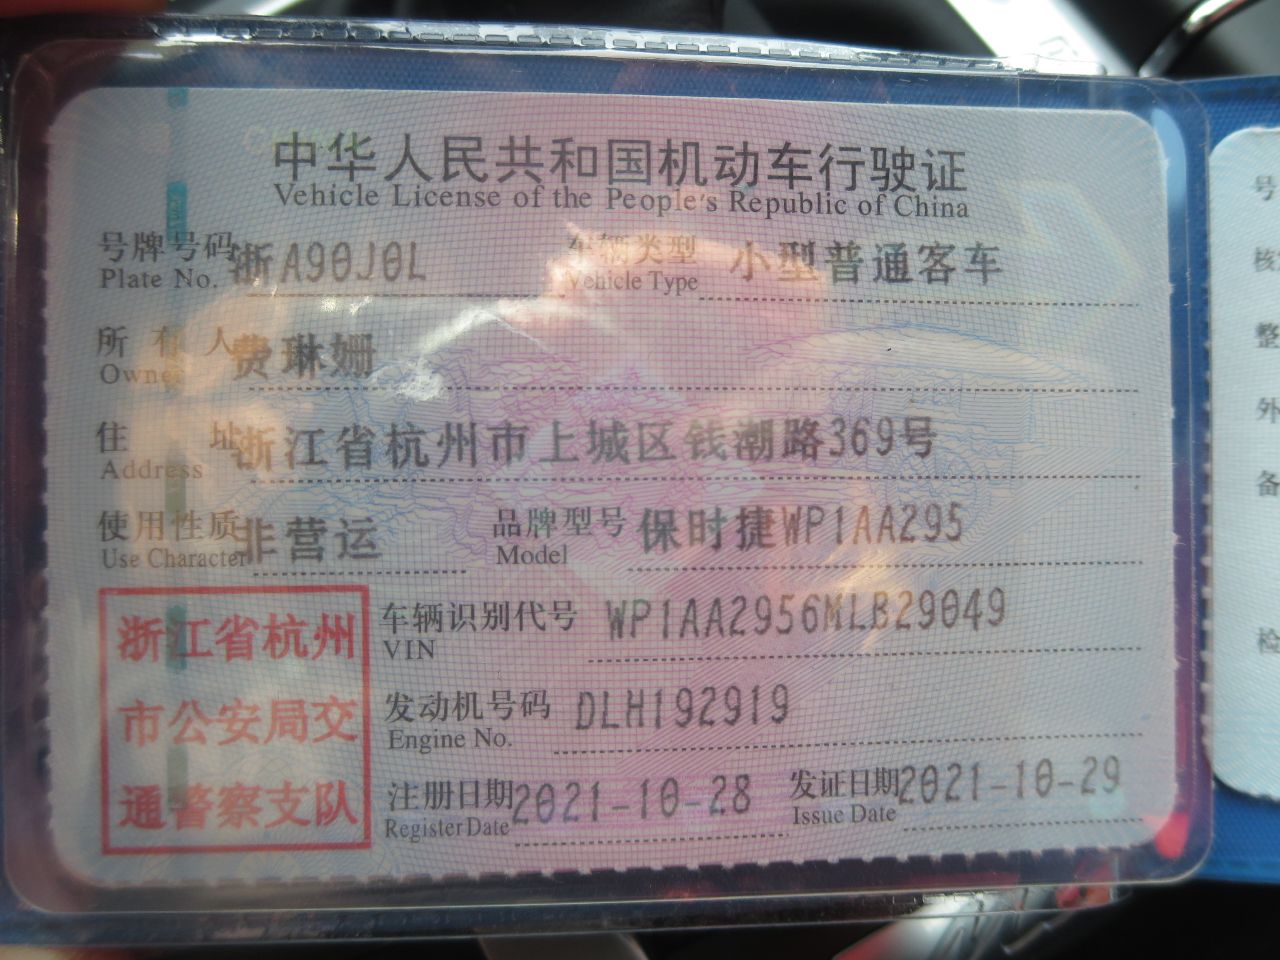 中华人民共和国机动车行驶证
Vehicle License of the People's Republic of China
号牌号码 浙A90J0L 车辆类型 小型普通客车
Plate No. Vehicle Type
所有人 费琳姗
Owner
住址 浙江省杭州市上城区钱潮路369号
Address
使用性质 非营运 品牌型号 保时捷WP1AA295
Use Character Model
浙江省杭州
市公安局交
通警察支队
车辆识别代号 WP1AA2956MLB29049
VIN
发动机号码 DLH192919
Engine No.
注册日期 2021-10-28 发证日期 2021-10-29
Register Date Issue Date
号
核
整
外
备
检